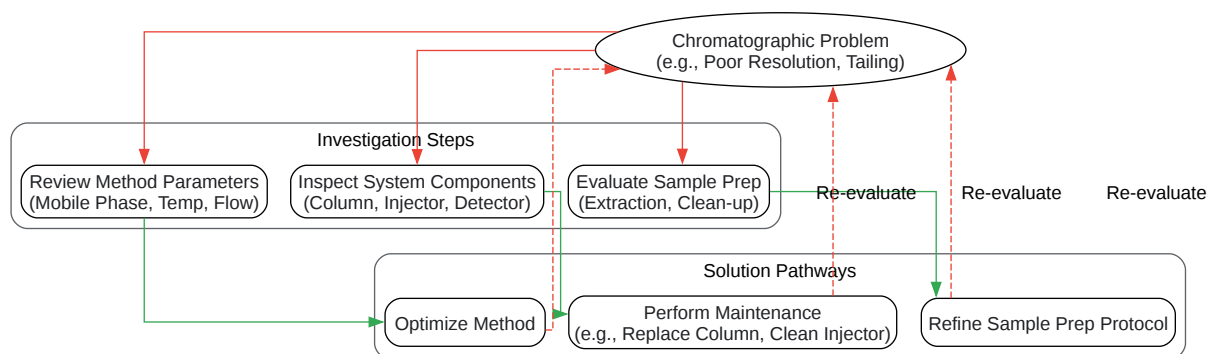 Chromatographic Problem
(e.g., Poor Resolution, Tailing)
Investigation Steps
Review Method Parameters
(Mobile Phase, Temp, Flow)
Inspect System Components
(Column, Injector, Detector)
Evaluate Sample Prep
(Extraction, Clean-up)
Re-evaluate
Re-evaluate
Re-evaluate
Solution Pathways
Optimize Method
Perform Maintenance
(e.g., Replace Column, Clean Injector)
Refine Sample Prep Protocol